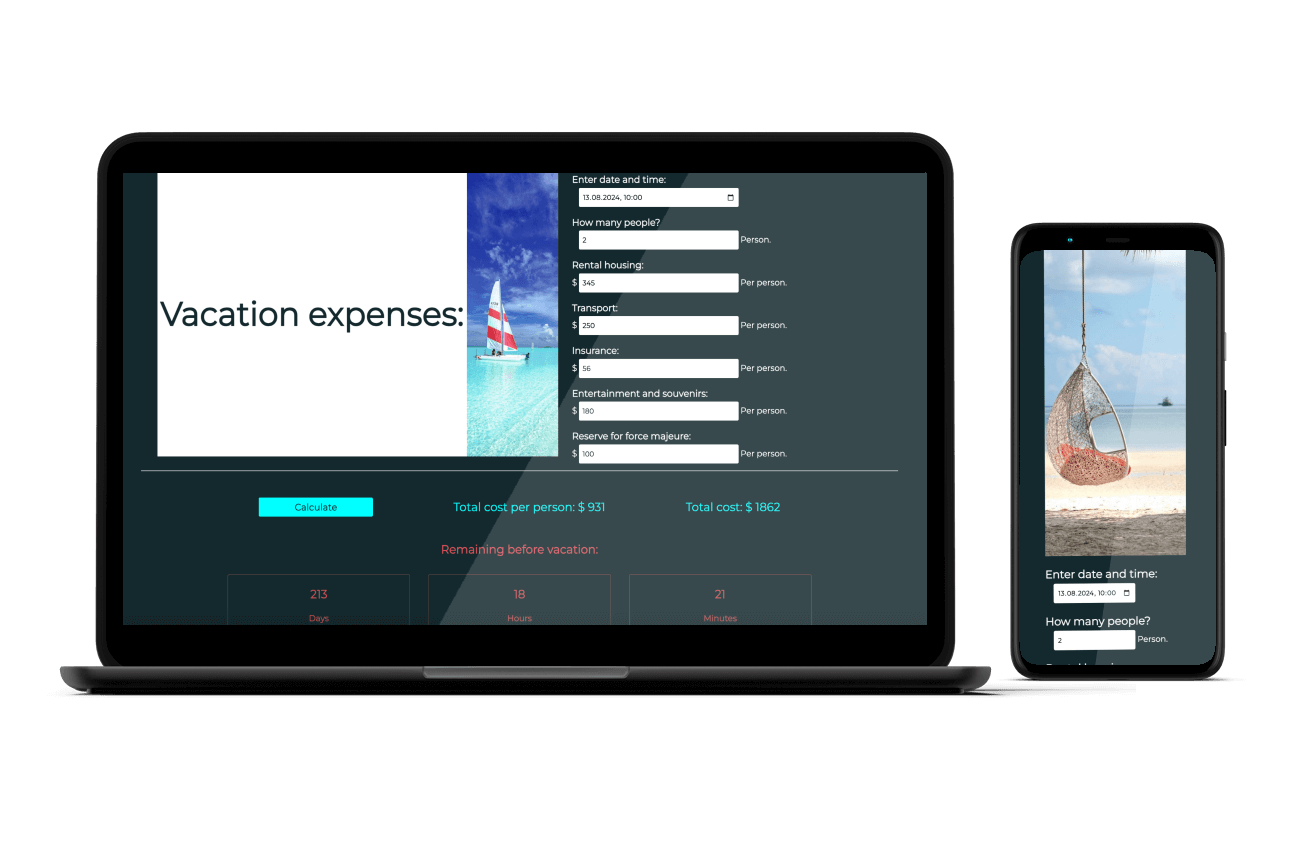 Vacation expenses:
Enter date and time:
13.08.2024, 10:00
How many people?
2 Person.
Rental housing:
$ 345 Per person.
Transport:
$ 250 Per person.
Insurance:
$ 56 Per person.
Entertainment and souvenirs:
$ 180 Per person.
Reserve for force majeure:
$ 100 Per person.
Calculate
Total cost per person: $ 931
Total cost: $ 1862
Remaining before vacation:
213
Days
18
Hours
21
Minutes
Enter date and time:
13.08.2024, 10:00
How many people?
2 Person.